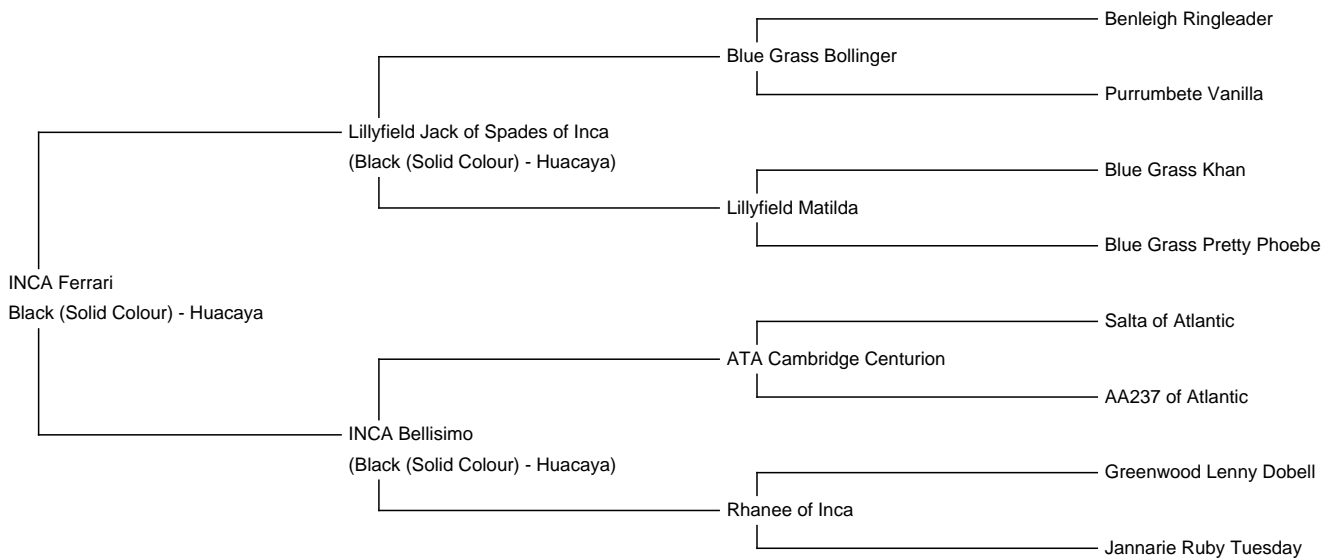 Benleigh Ringleader
Blue Grass Bollinger
Purrumbete Vanilla
Lillyfield Jack of Spades of Inca
(Black (Solid Colour) - Huacaya)
Blue Grass Khan
Lillyfield Matilda
Blue Grass Pretty Phoebe
INCA Ferrari
Black (Solid Colour) - Huacaya
Salta of Atlantic
ATA Cambridge Centurion
AA237 of Atlantic
INCA Bellisimo
(Black (Solid Colour) - Huacaya)
Greenwood Lenny Dobell
Rhanee of Inca
Jannarie Ruby Tuesday